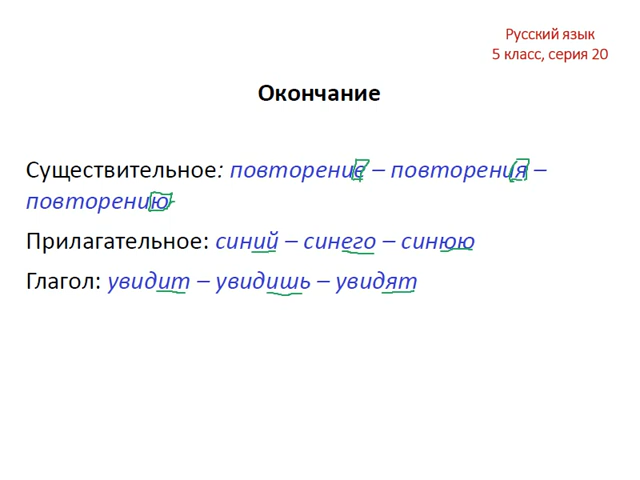 Русский язык
5 класс, серия 20
Окончание
Существительное: повторение – повторения –
повторению
Прилагательное: синий – синего – синюю
Глагол: увидит – увидишь – увидят